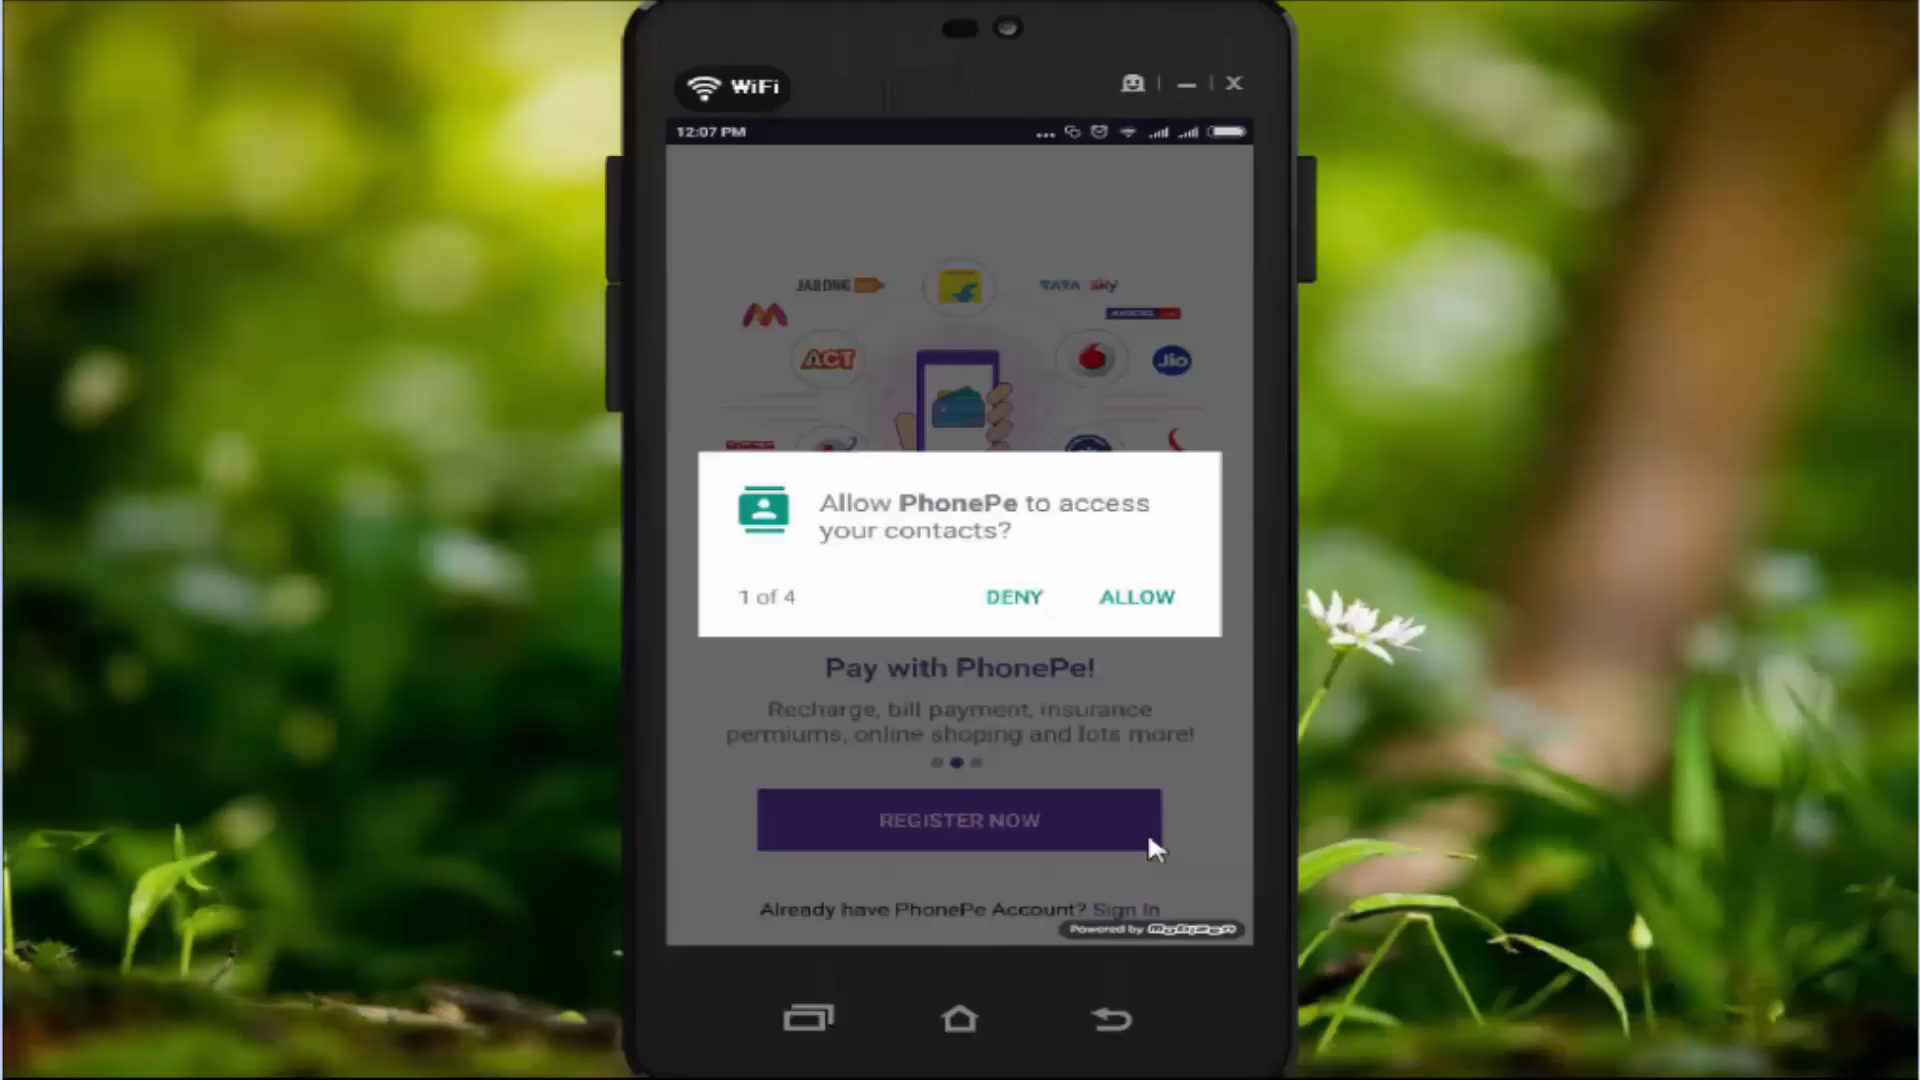 WiFi
12:07 PM
JABONG
TATA sky
ACT
Jio
Allow PhonePe to access
your contacts?
1 of 4
DENY
ALLOW
Pay with PhonePe!
Recharge, bill payment, insurance
permiums, online shoping and lots more!
REGISTER NOW
Already have PhonePe Account? Sign In
Powered by